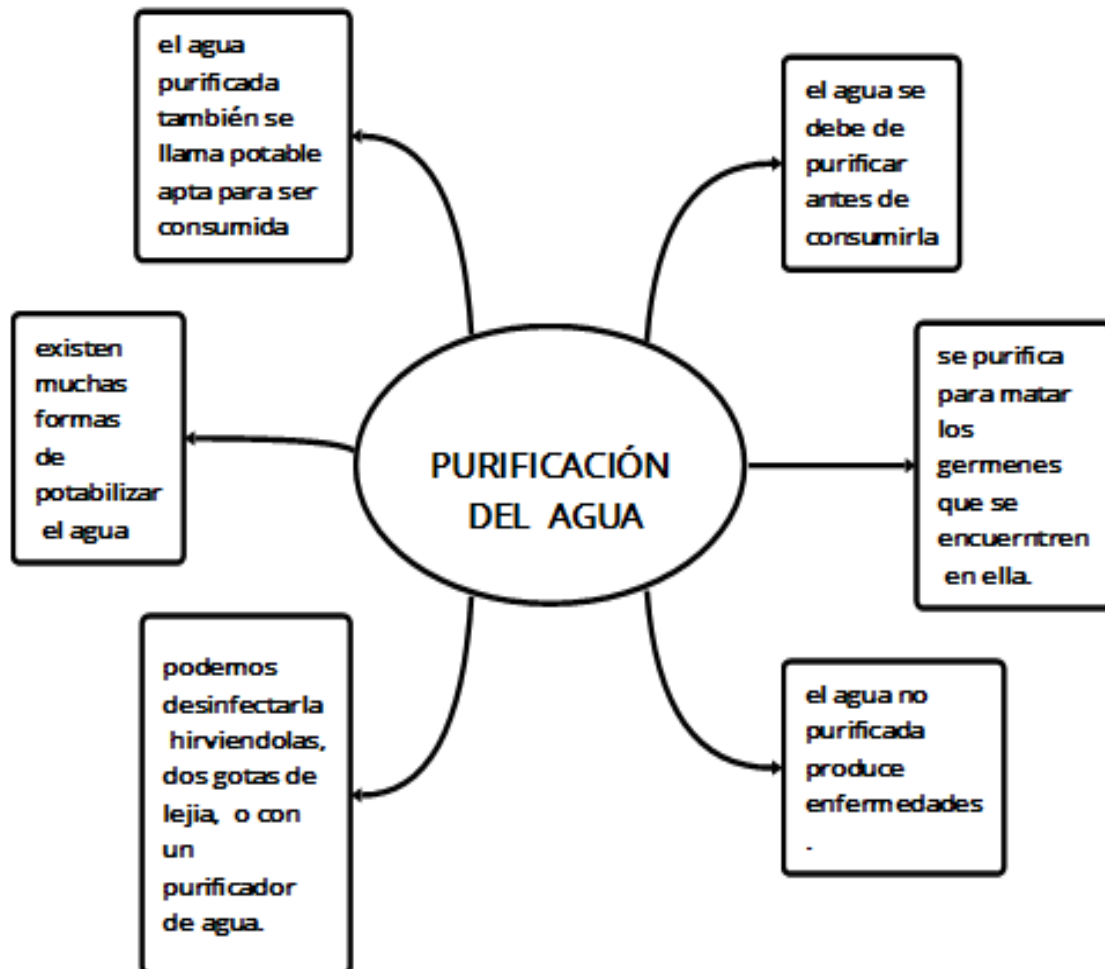 el agua
purificada
también se
llama potable
apta para ser
consumida
el agua se
debe de
purificar
antes de
consumirla
existen
muchas
formas
de
potabilizar
el agua
PURIFICACIÓN
DEL AGUA
se purifica
para matar
los
germenes
que se
encuerntren
en ella.
podemos
desinfectarla
hirviendolas,
dos gotas de
lejia, o con
un
purificador
de agua.
el agua no
purificada
produce
enfermedades
.